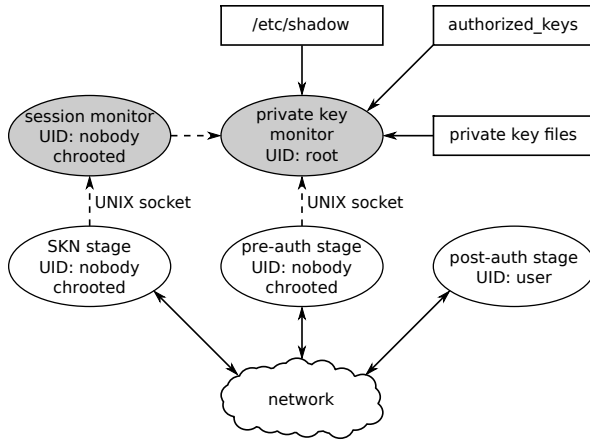 /etc/shadow
authorized_keys
session monitor
UID: nobody
chrooted
private key
monitor
UID: root
private key files
UNIX socket
UNIX socket
SKN stage
UID: nobody
chrooted
pre-auth stage
UID: nobody
chrooted
post-auth stage
UID: user
network